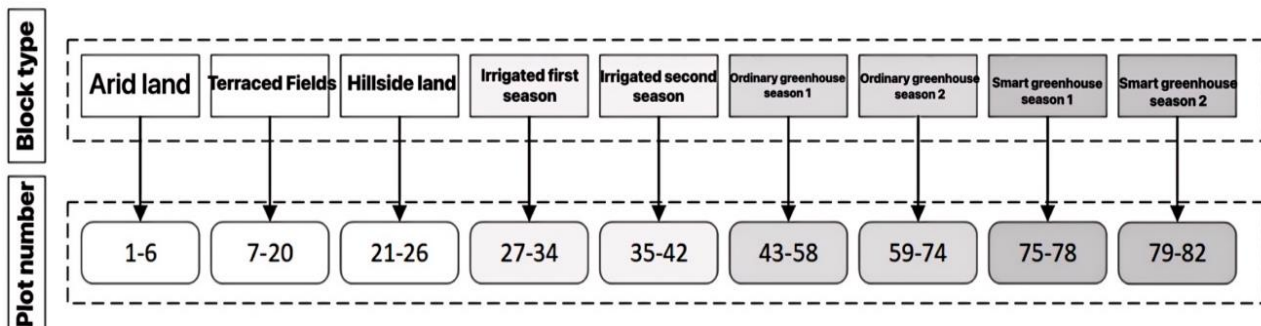 Block type
Arid land
Terraced Fields
Hillside land
Irrigated first
season
Irrigated second
season
Ordinary greenhouse
season 1
Ordinary greenhouse
season 2
Smart greenhouse
season 1
Smart greenhouse
season 2
Plot number
1-6
7-20
21-26
27-34
35-42
43-58
59-74
75-78
79-82